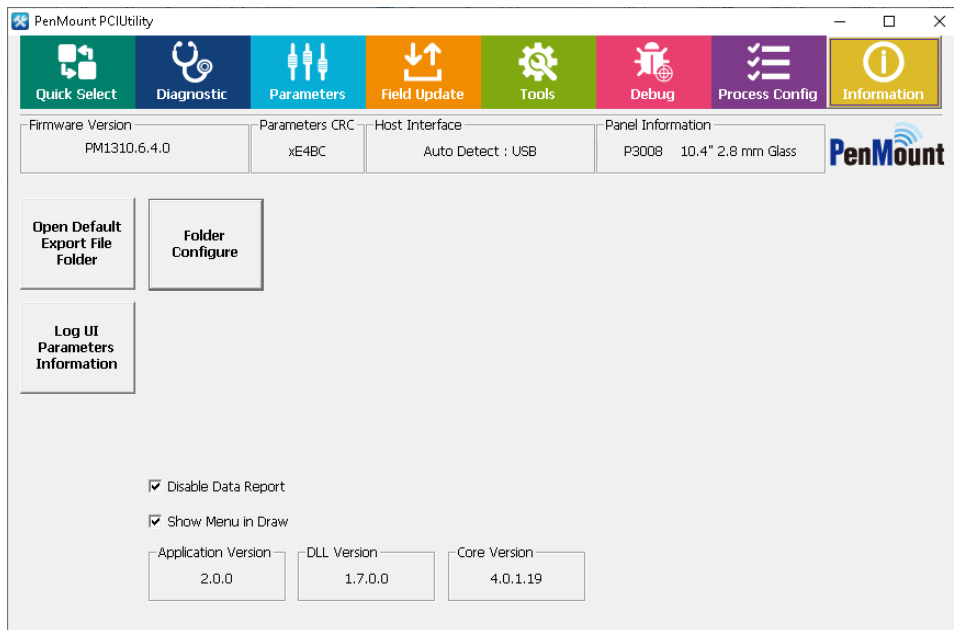 PenMount PCIUtility
Quick Select
Diagnostic
Parameters
Field Update
Tools
Debug
Process Config
Information
Firmware Version
PM1310.6.4.0
Parameters CRC
xE4BC
Host Interface
Auto Detect : USB
Panel Information
P3008 10.4" 2.8 mm Glass
PenMount
Open Default
Export File
Folder
Folder
Configure
Log UI
Parameters
Information
Disable Data Report
Show Menu in Draw
Application Version
2.0.0
DLL Version
1.7.0.0
Core Version
4.0.1.19